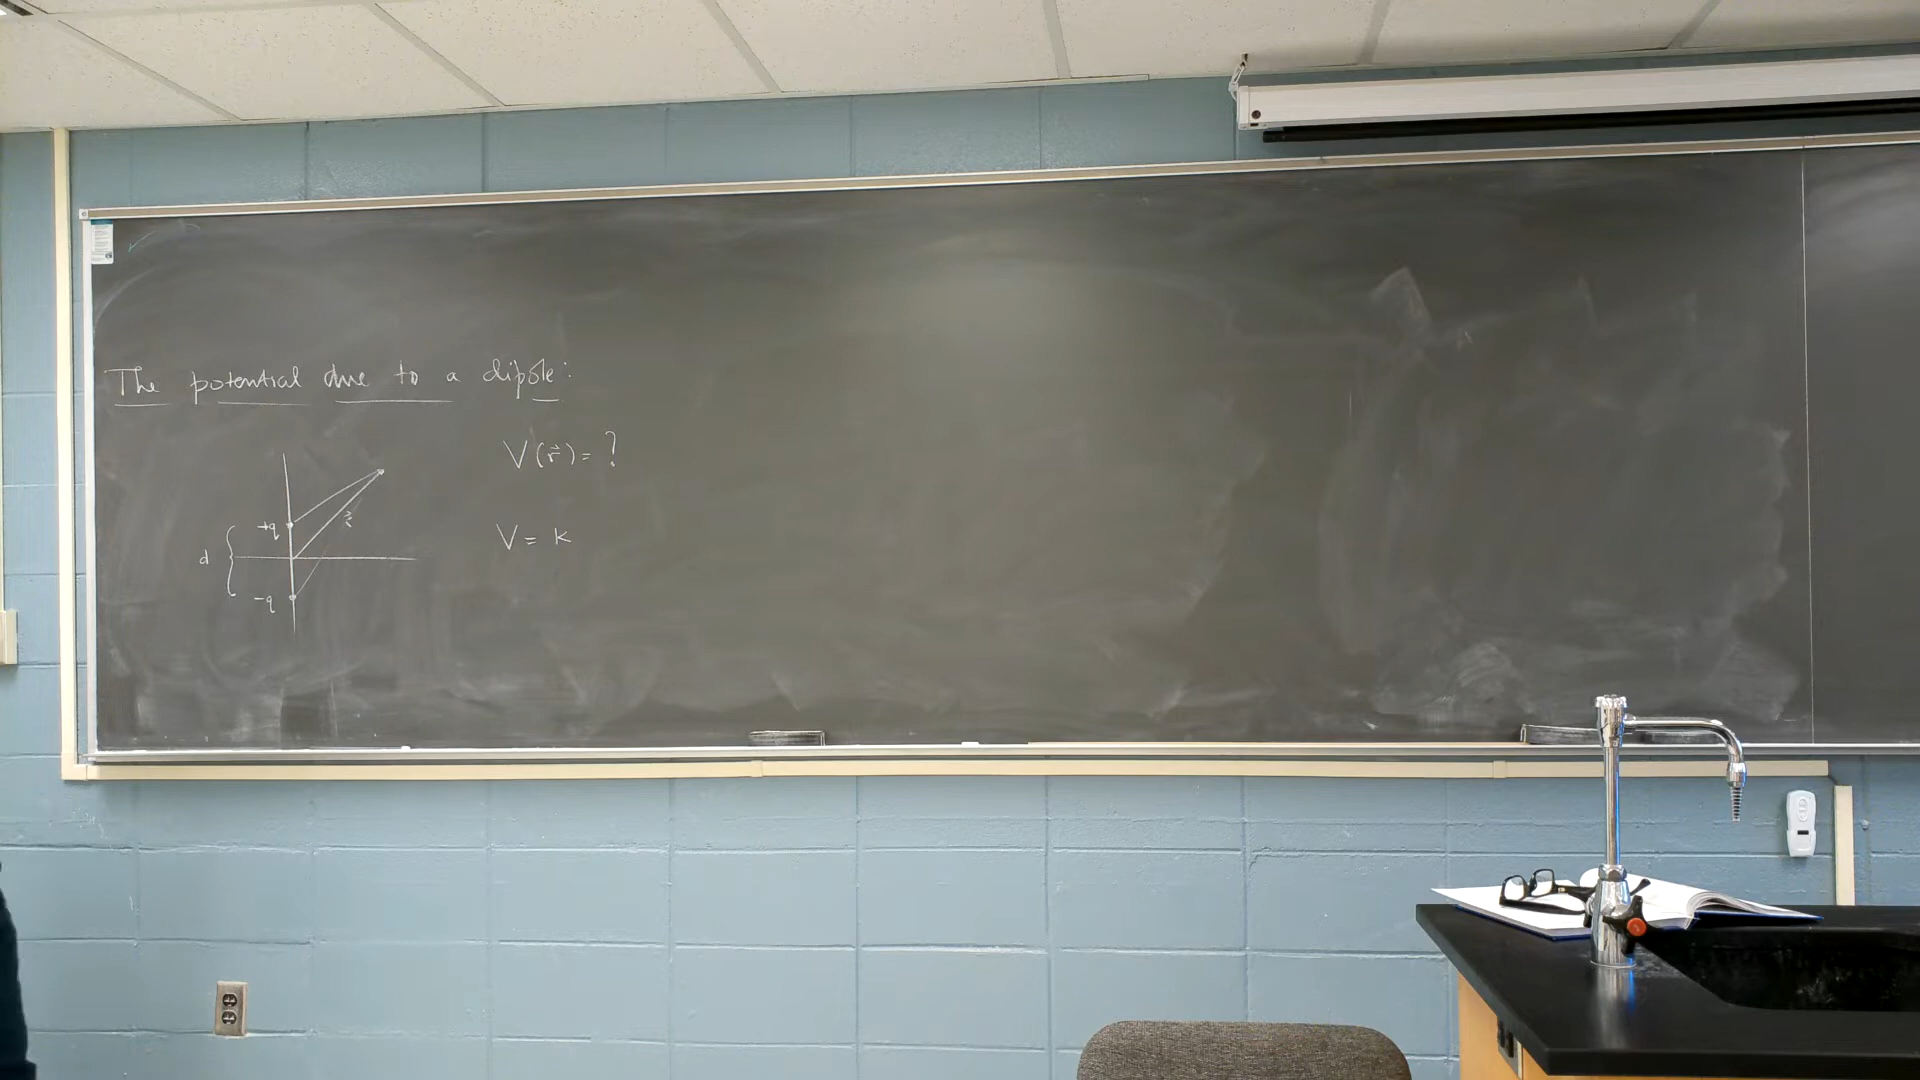 The potential due to a dipole:
V(r⃗) = ?
+q
r⃗
d
V = k
-q